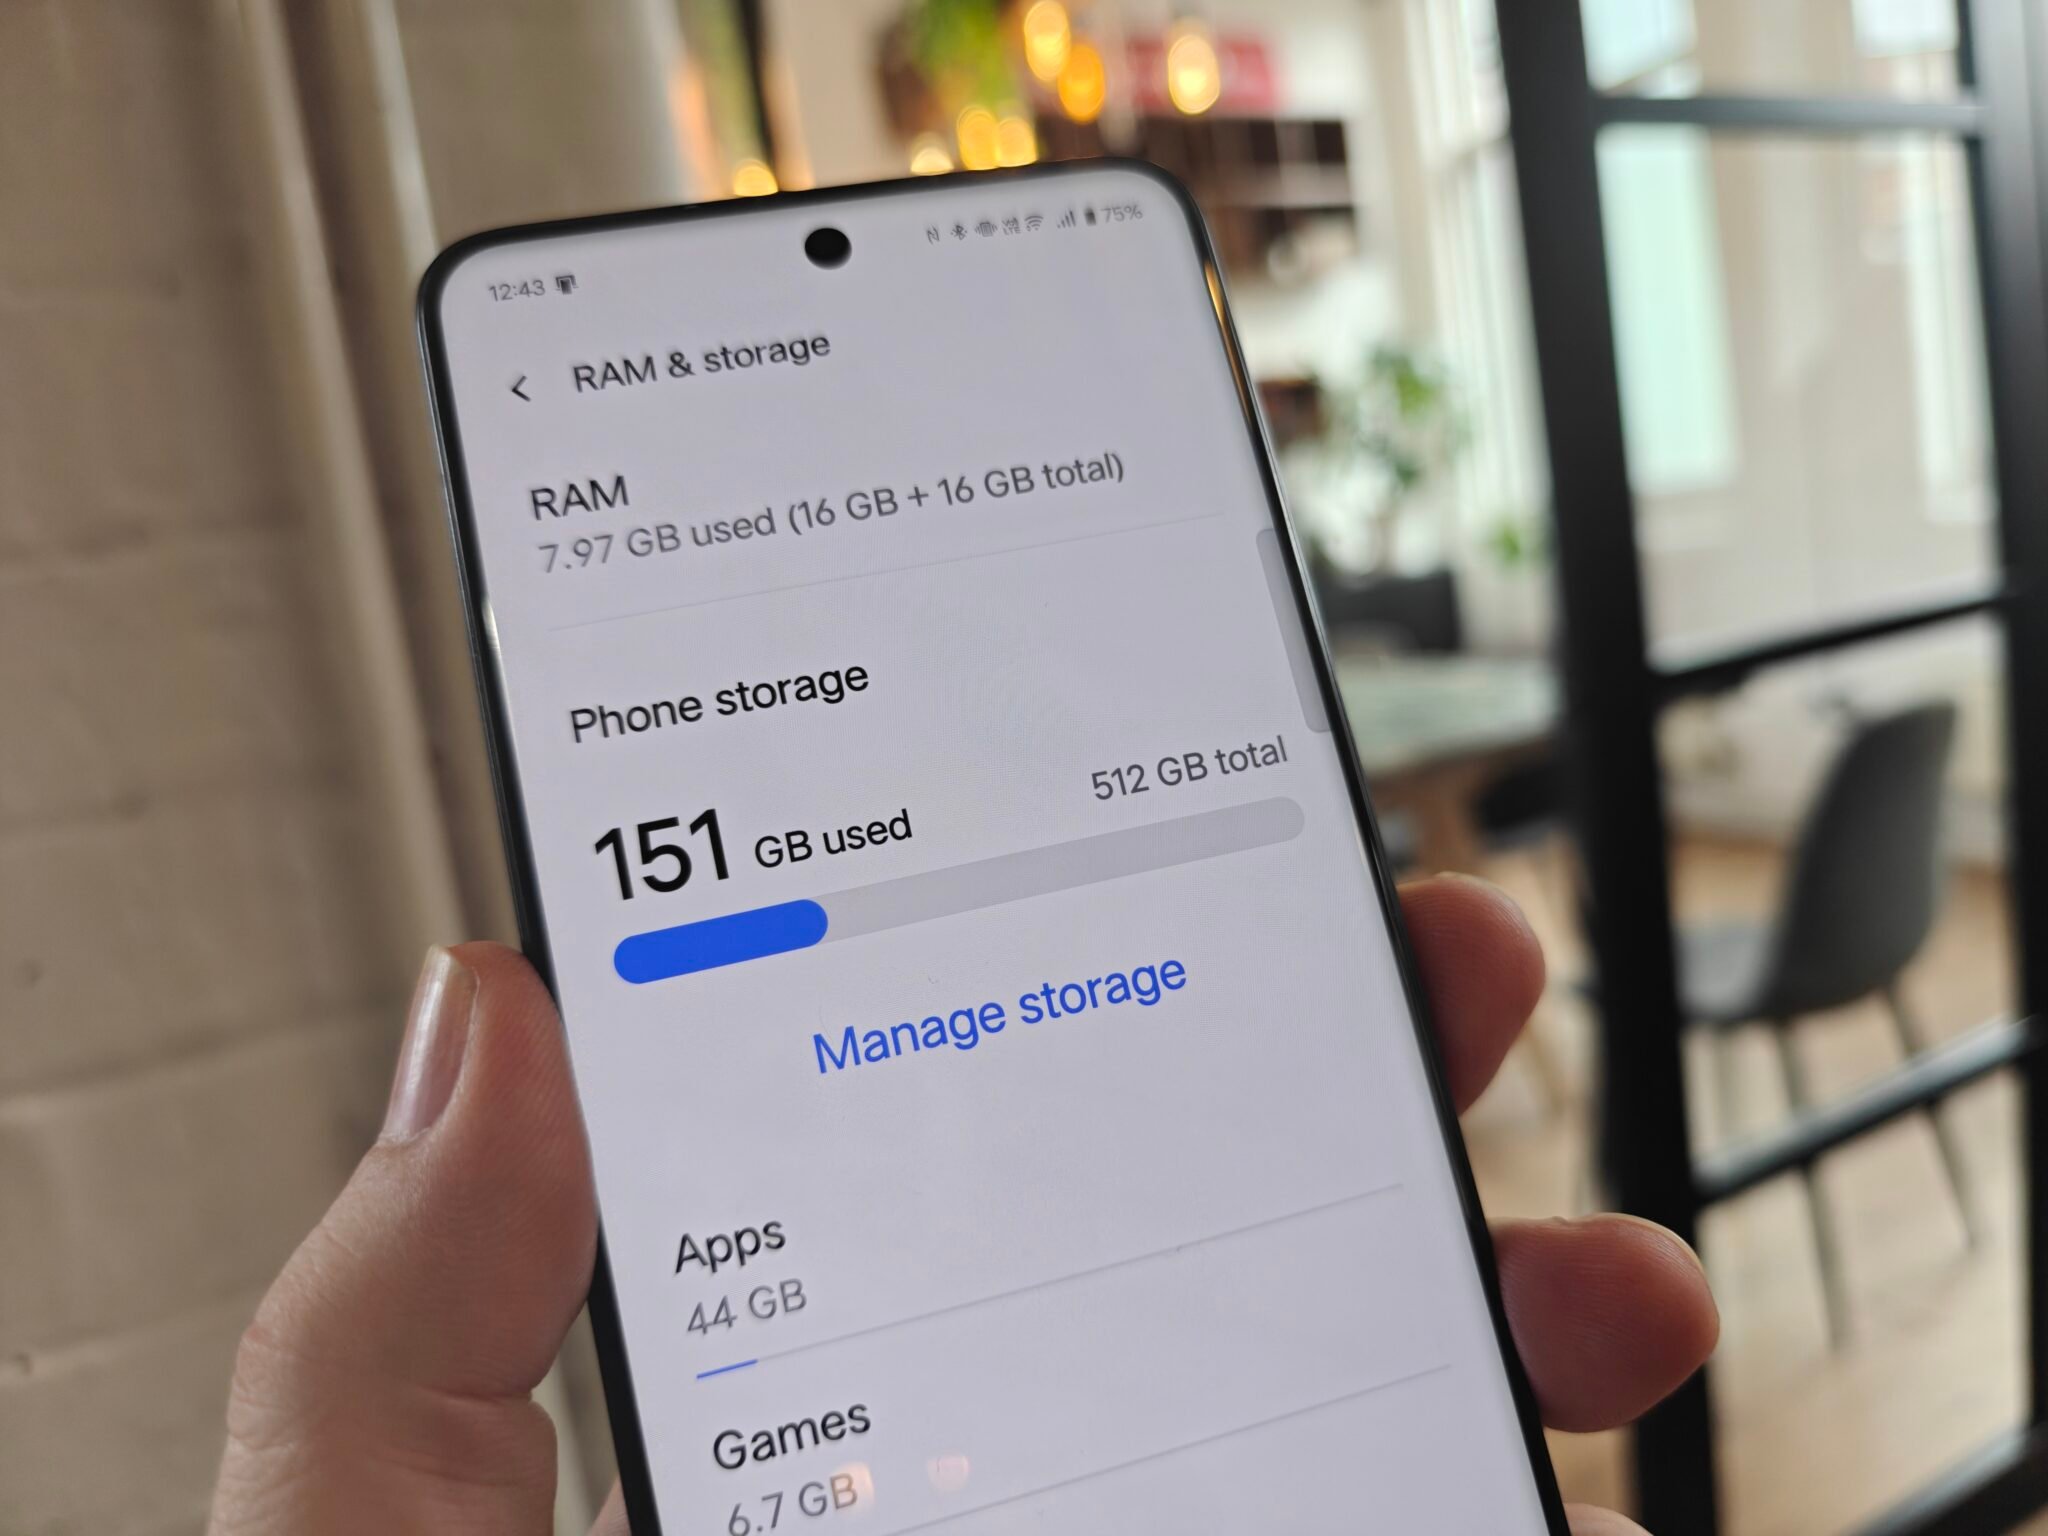 12:43 75%
RAM & storage
RAM
7.97 GB used (16 GB + 16 GB total)
Phone storage
151 GB used 512 GB total
Manage storage
Apps
44 GB
Games
6.7 GB